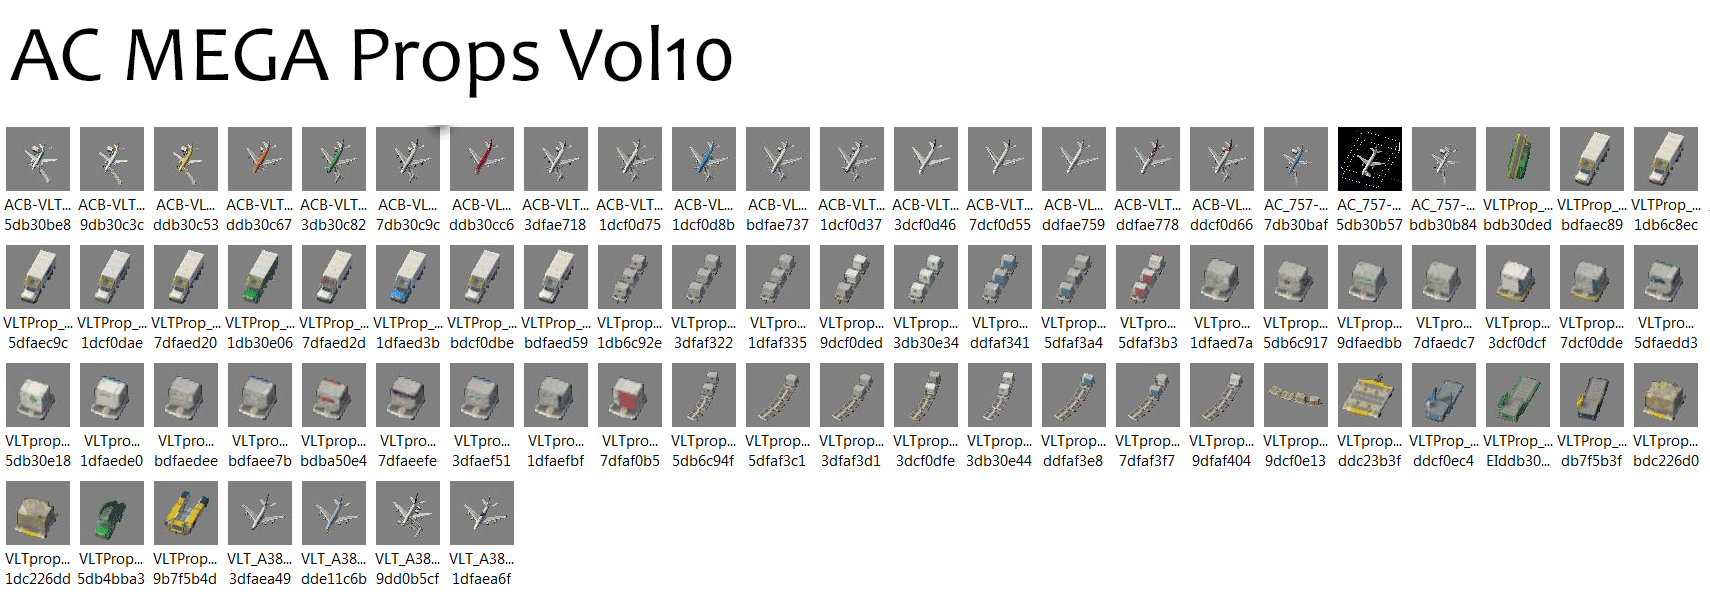 AC MEGA Props Vol10
ACB-VLT... ACB-VLT... ACB-VL... ACB-VLT... ACB-VLT... ACB-VL... ACB-VL... ACB-VLT... ACB-VLT... ACB-VL... ACB-VL... ACB-VLT... ACB-VLT... ACB-VLT... ACB-VL... ACB-VLT... ACB-VL... AC_757-... AC_757-... AC_757-... VLTProp_... VLTProp_... VLTProp_...
5db30be8 9db30c3c ddb30c53 ddb30c67 3db30c82 7db30c9c ddb30cc6 3dfae718 1dcf0d75 1dcf0d8b bdfae737 1dcf0d37 3dcf0d46 7dcf0d55 ddfae759 ddfae778 ddcf0d66 7db30baf 5db30b57 bdb30b84 bdb30ded bdfaec89 1db6c8ec
VLTProp_... VLTProp_... VLTProp_... VLTProp_... VLTProp_... VLTProp_... VLTProp_... VLTProp_... VLTprop... VLTprop... VLTpro... VLTprop... VLTprop... VLTpro... VLTprop... VLTpro... VLTpro... VLTprop... VLTprop... VLTpro... VLTprop... VLTprop... VLTpro...
5dfaec9c 1dcf0dae 7dfaed20 1db30e06 7dfaed2d 1dfaed3b bdcf0dbe bdfaed59 1db6c92e 3dfaf322 1dfaf335 9dcf0ded 3db30e34 ddfaf341 5dfaf3a4 5dfaf3b3 1dfaed7a 5db6c917 9dfaedbb 7dfaedc7 3dcf0dcf 7dcf0dde 5dfaedd3
VLTprop... VLTpro... VLTpro... VLTpro... VLTprop... VLTpro... VLTpro... VLTpro... VLTpro... VLTprop... VLTprop... VLTprop... VLTprop... VLTprop... VLTprop... VLTprop... VLTprop... VLTprop... VLTprop... VLTProp_... VLTProp_... VLTProp_... VLTprop...
5db30e18 1dfaede0 bdfaedee bdfaee7b bdba50e4 7dfaeefe 3dfaef51 1dfaefbf 7dfaf0b5 5db6c94f 5dfaf3c1 3dfaf3d1 3dcf0dfe 3db30e44 ddfaf3e8 7dfaf3f7 9dfaf404 9dcf0e13 ddc23b3f ddcf0ec4 EIddb30... db7f5b3f bdc226d0
VLTprop... VLTProp... VLTProp... VLT_A38... VLT_A38... VLT_A38... VLT_A38...
1dc226dd 5db4bba3 9b7f5b4d 3dfaea49 dde11c6b 9dd0b5cf 1dfaea6f